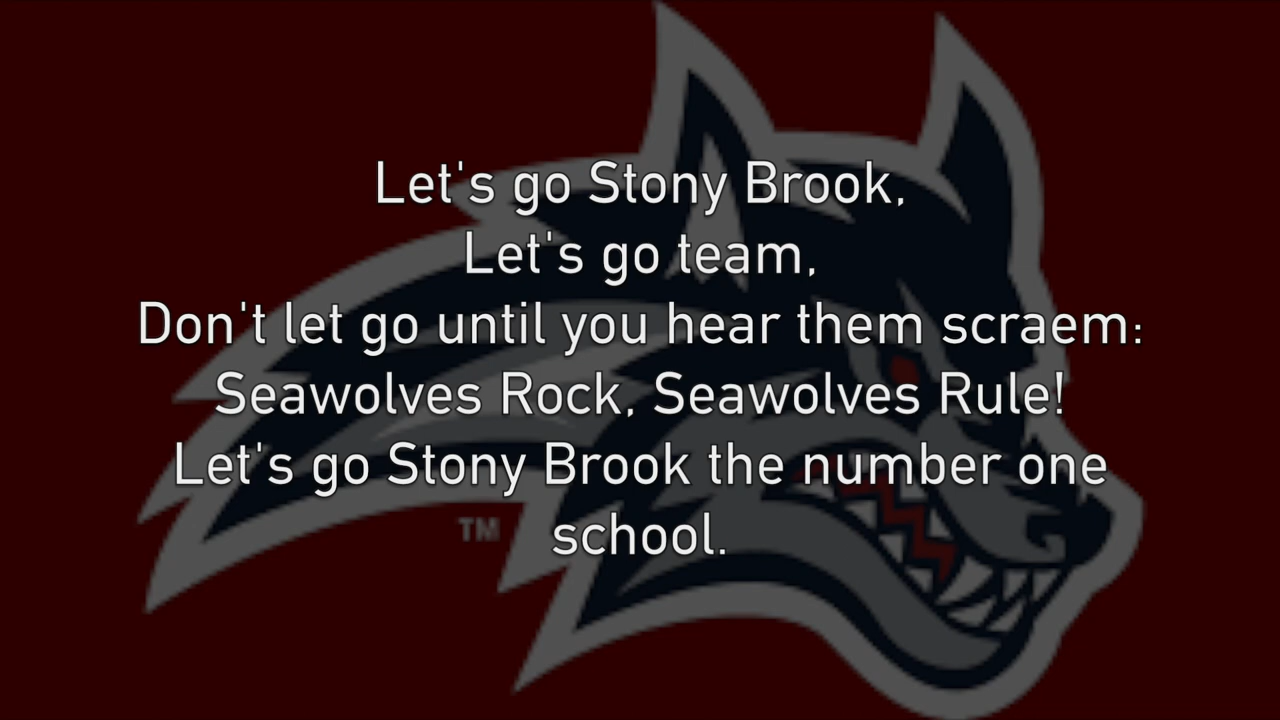 Let's go Stony Brook,
Let's go team,
Don't let go until you hear them scraem:
Seawolves Rock, Seawolves Rule!
Let's go Stony Brook the number one
school.
TM